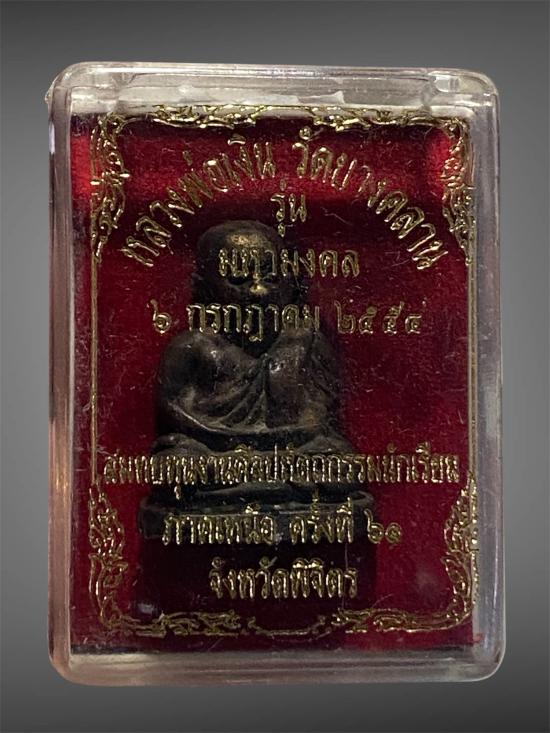 หลวงพ่อเงิน วัดบางคลาน
รุ่น
มหามงคล
๖ กรกฎาคม ๒๕๕๔
สมทบทุนงานศิลปหัตถกรรมนักเรียน
ภาคเหนือ ครั้งที่ ๖๑
จังหวัดพิจิตร